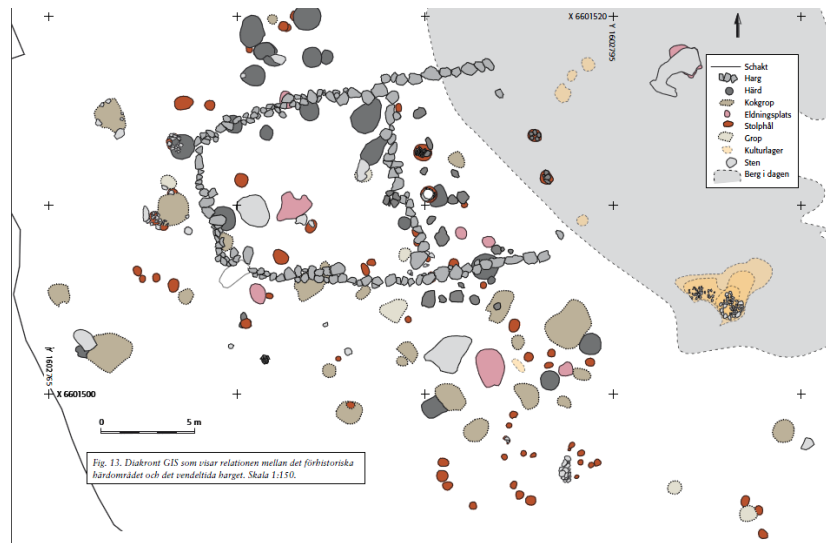 X 6601520
Y 1602795
Schakt
Harg
Härd
Kokgrop
Eldningsplats
Stolphål
Grop
Kulturlager
Sten
Berg i dagen
Y 1602765
X 6601500
0 5 m
Fig. 13. Diakront GIS som visar relationen mellan det förhistoriska
härdområdet och det vendeltida harget. Skala 1:150.